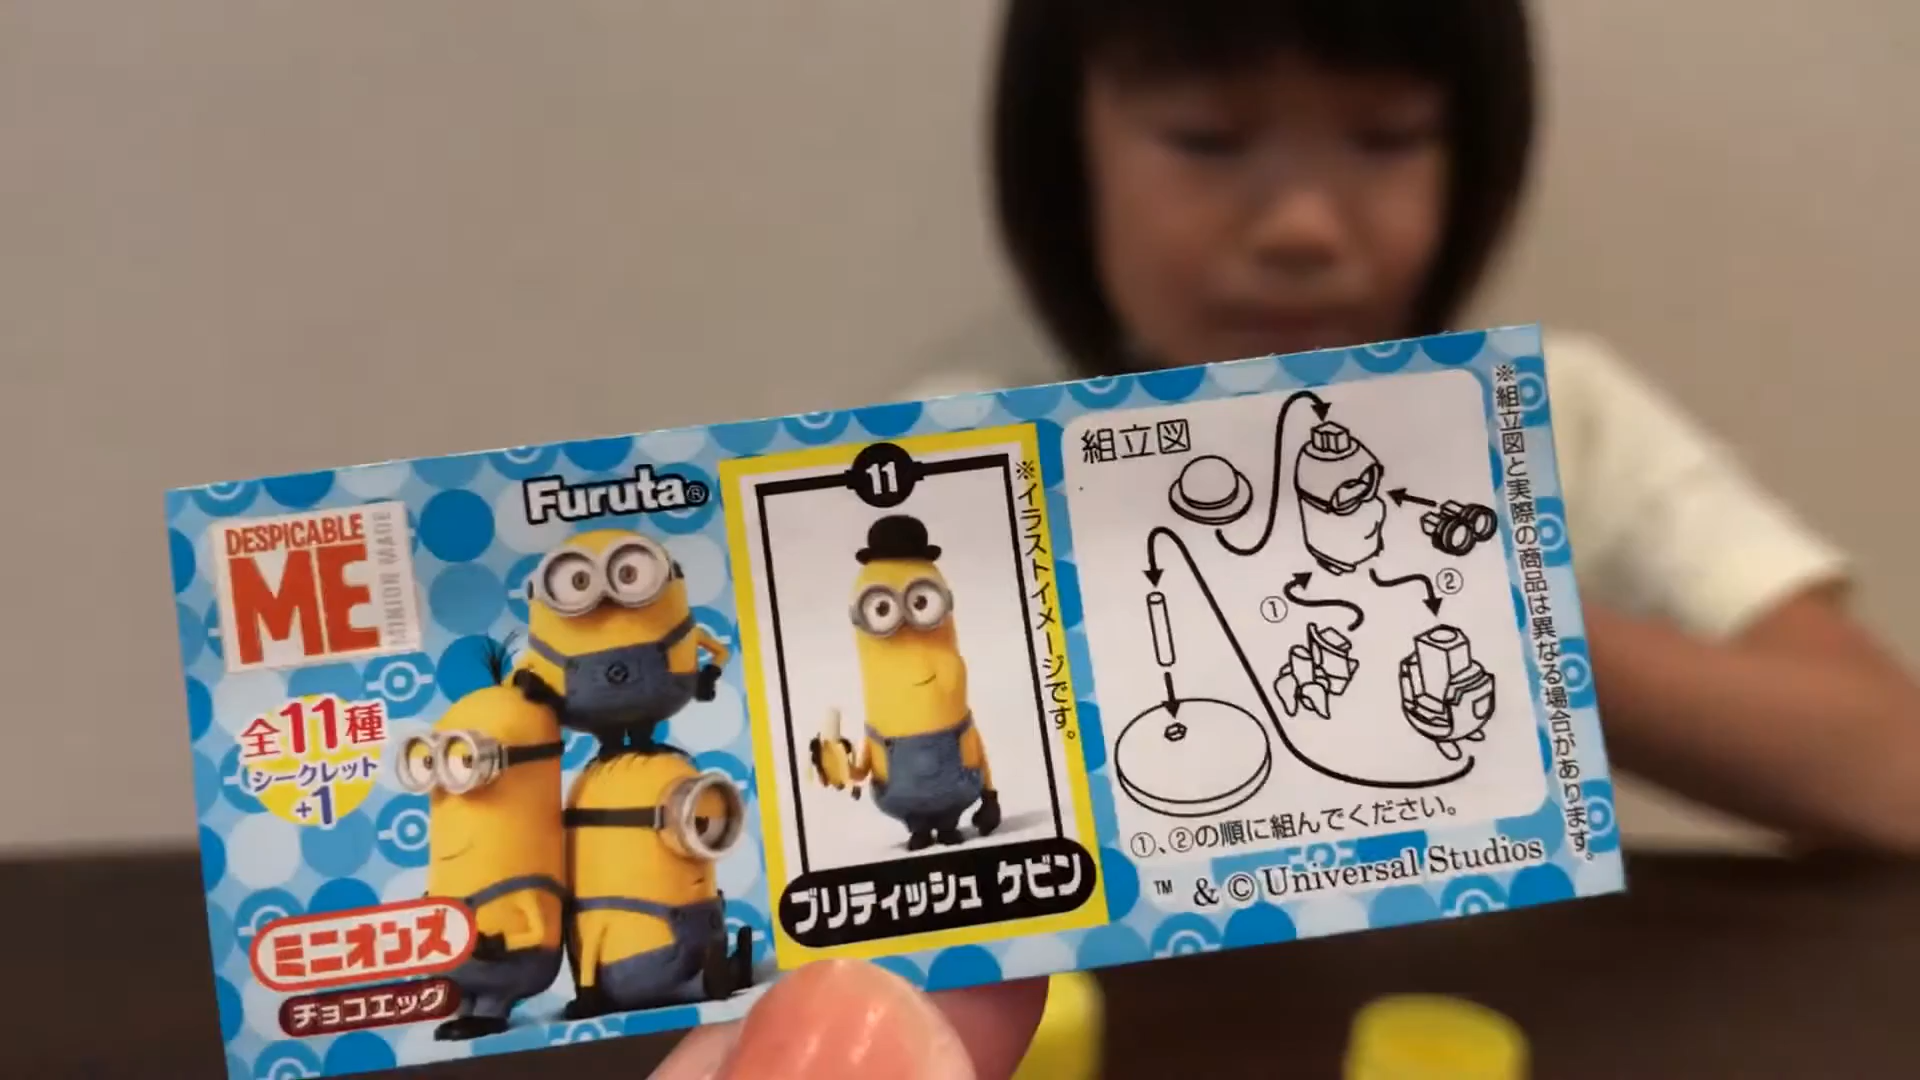 DESPICABLE
ME
MINION MADE
Furuta®
全11種
シークレット
+1
ミニオンズ
チョコエッグ
11
※イラストイメージです。
ブリティッシュ ケビン
組立図
①
②
①、②の順に組んでください。
™ & © Universal Studios
※組立図と実際の商品は異なる場合があります。